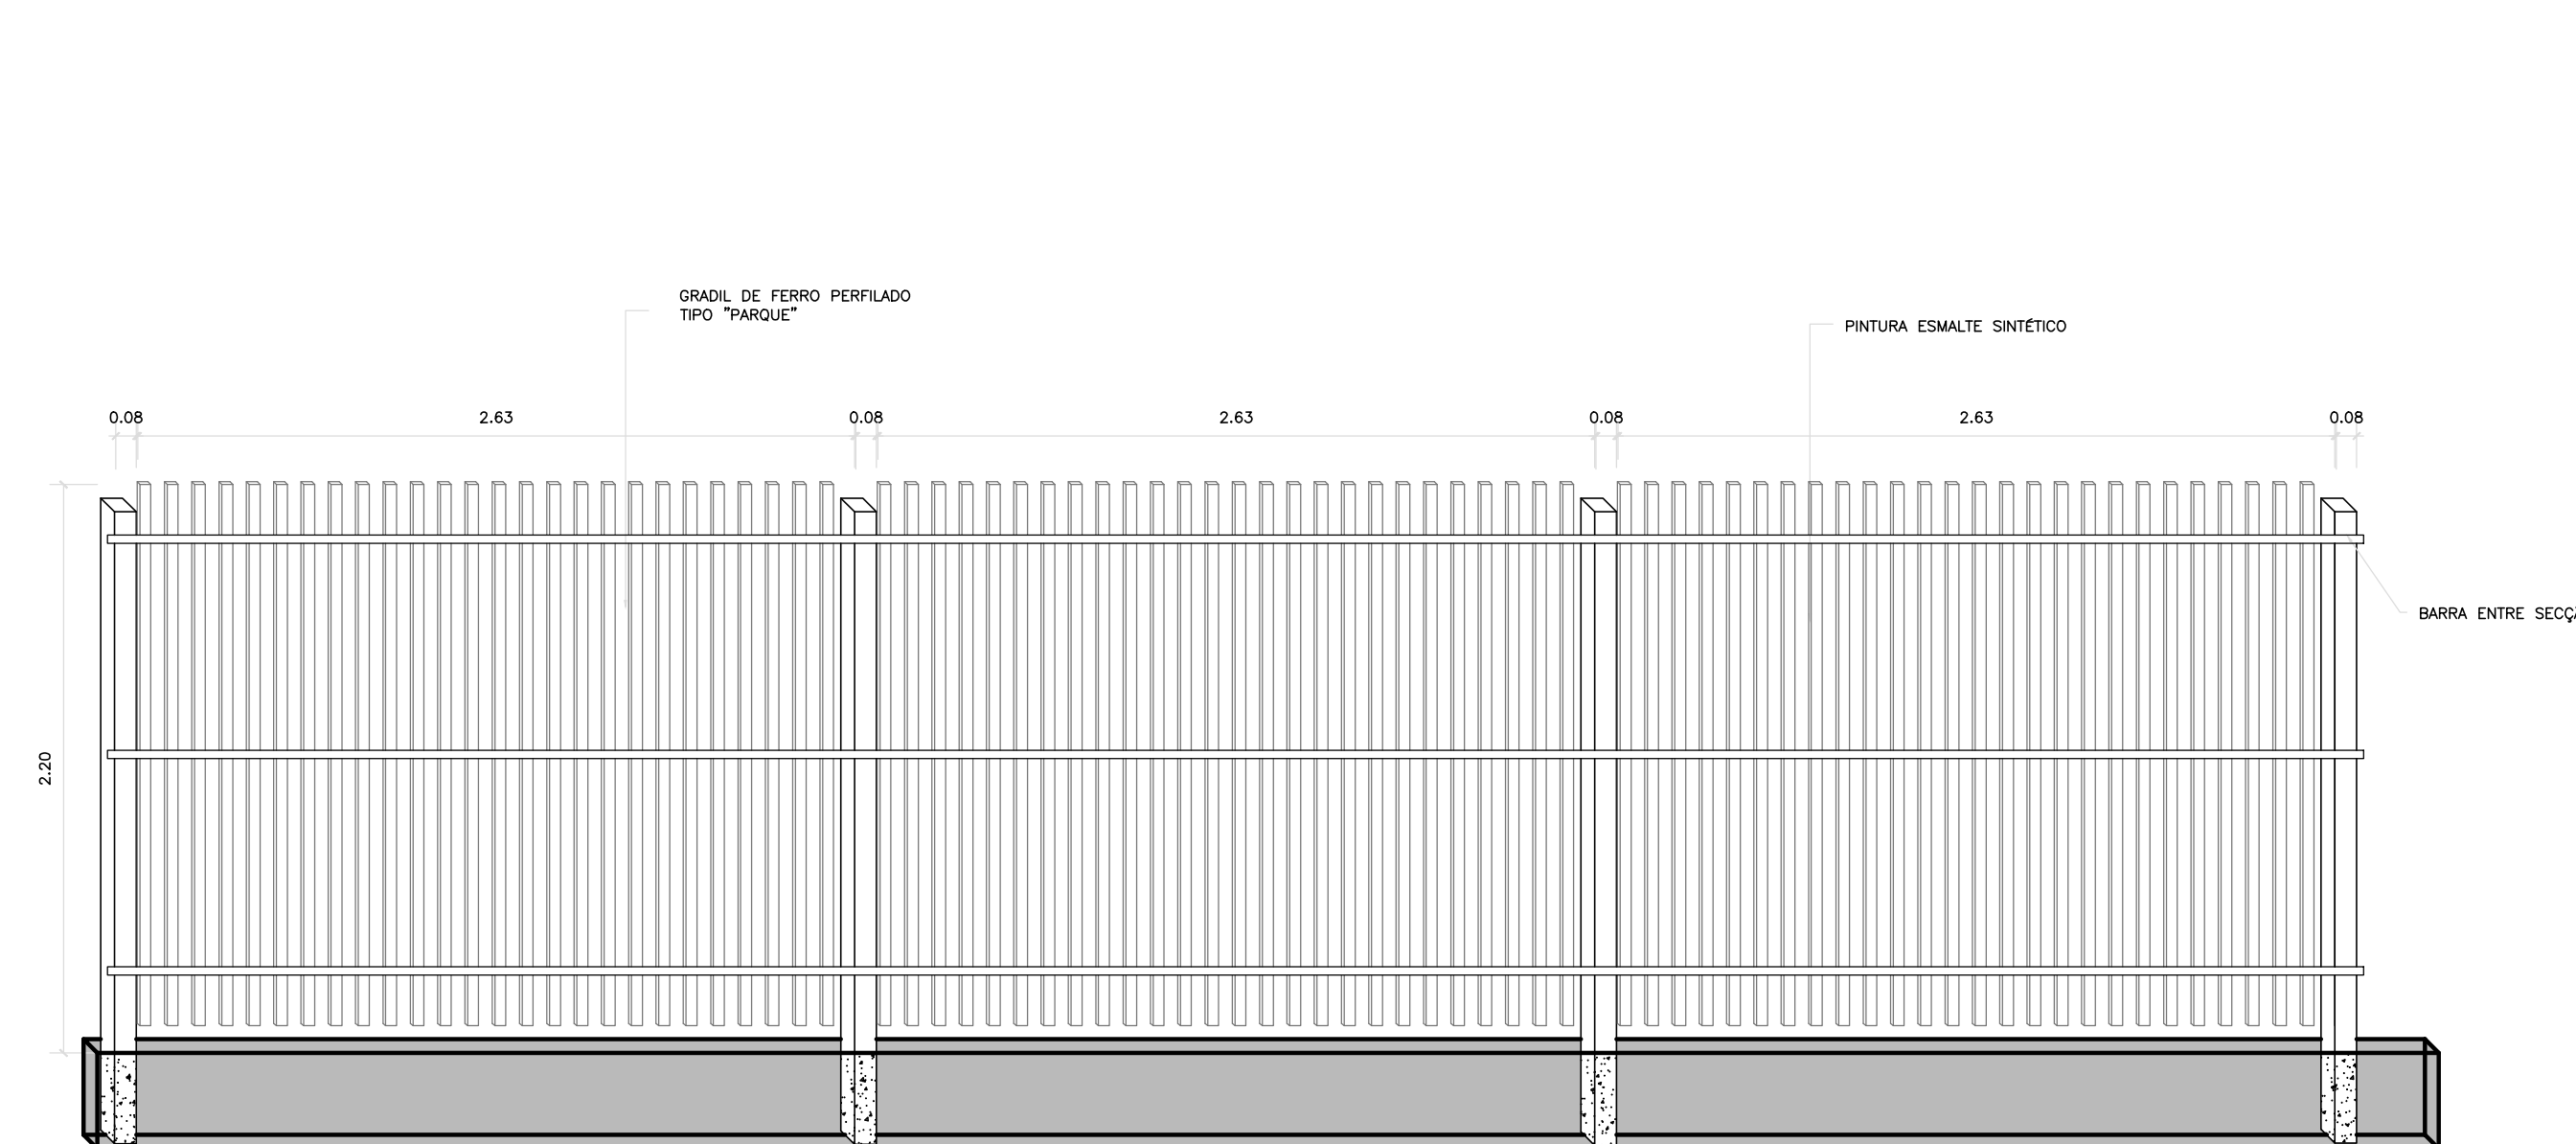 GRADIL DE FERRO PERFILADO
TIPO "PARQUE"
PINTURA ESMALTE SINTÉTICO
0.08 2.63 0.08 2.63 0.08 2.63 0.08
BARRA ENTRE
2.20